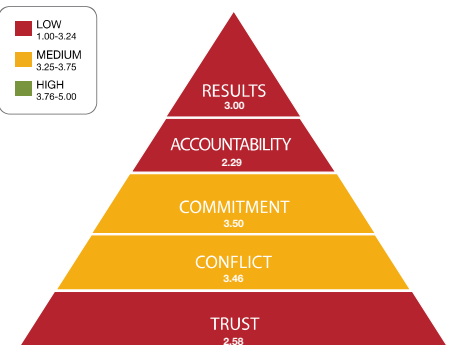 LOW
1.00-3.24
MEDIUM
3.25-3.75
HIGH
3.76-5.00
RESULTS
3.00
ACCOUNTABILITY
2.29
COMMITMENT
3.50
CONFLICT
3.46
TRUST
2.58